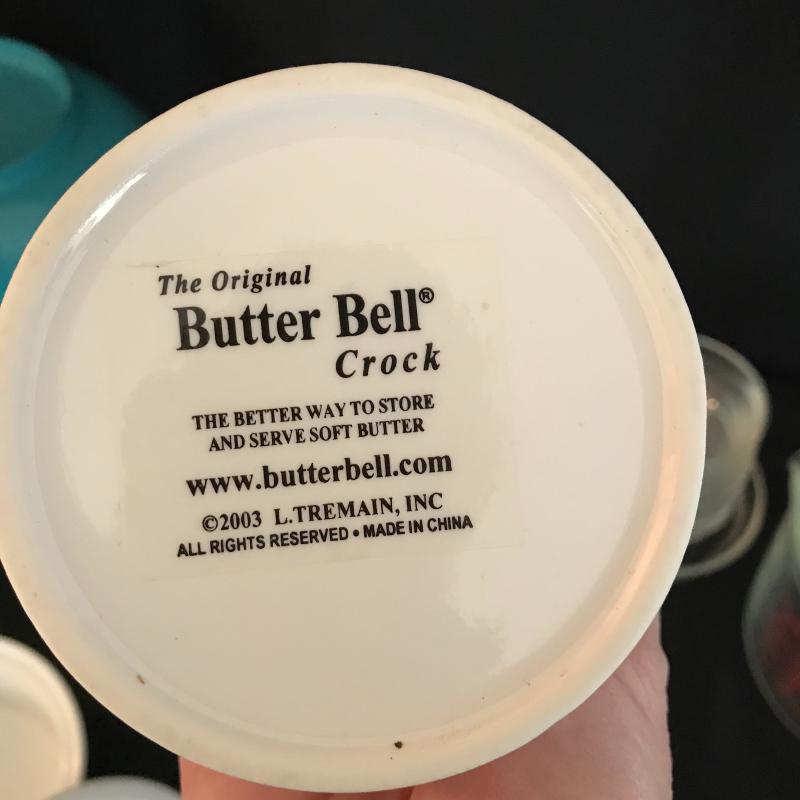 The Original
Butter Bell®
Crock
THE BETTER WAY TO STORE
AND SERVE SOFT BUTTER
www.butterbell.com
©2003 L.TREMAIN, INC
ALL RIGHTS RESERVED • MADE IN CHINA